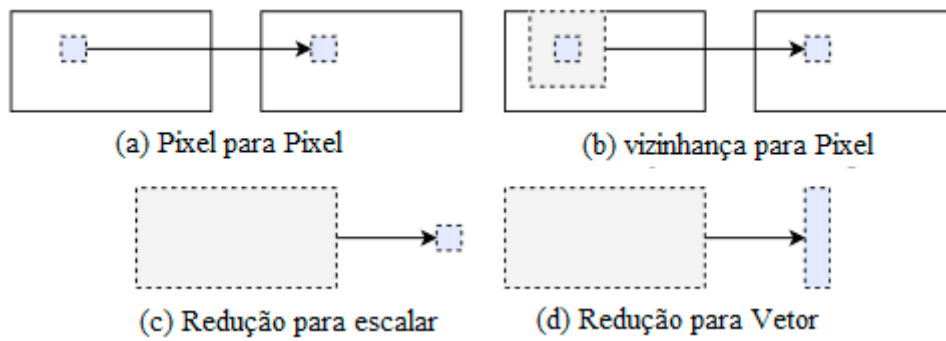 (a) Pixel para Pixel
(b) vizinhança para Pixel
(c) Redução para escalar
(d) Redução para Vetor